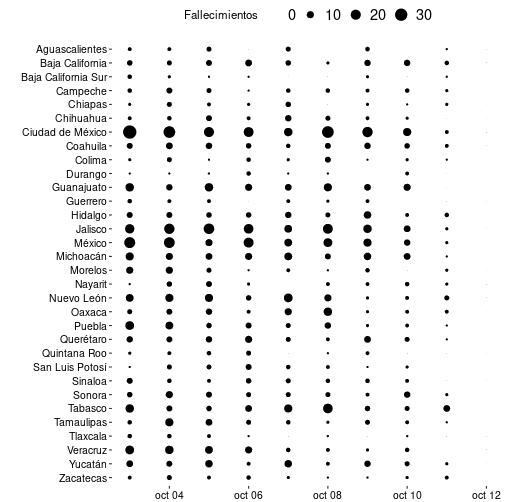 Fallecimientos 0 10 20 30
Aguascalientes
Baja California
Baja California Sur
Campeche
Chiapas
Chihuahua
Ciudad de México
Coahuila
Colima
Durango
Guanajuato
Guerrero
Hidalgo
Jalisco
México
Michoacán
Morelos
Nayarit
Nuevo León
Oaxaca
Puebla
Querétaro
Quintana Roo
San Luis Potosí
Sinaloa
Sonora
Tabasco
Tamaulipas
Tlaxcala
Veracruz
Yucatán
Zacatecas
oct 04 oct 06 oct 08 oct 10 oct 12